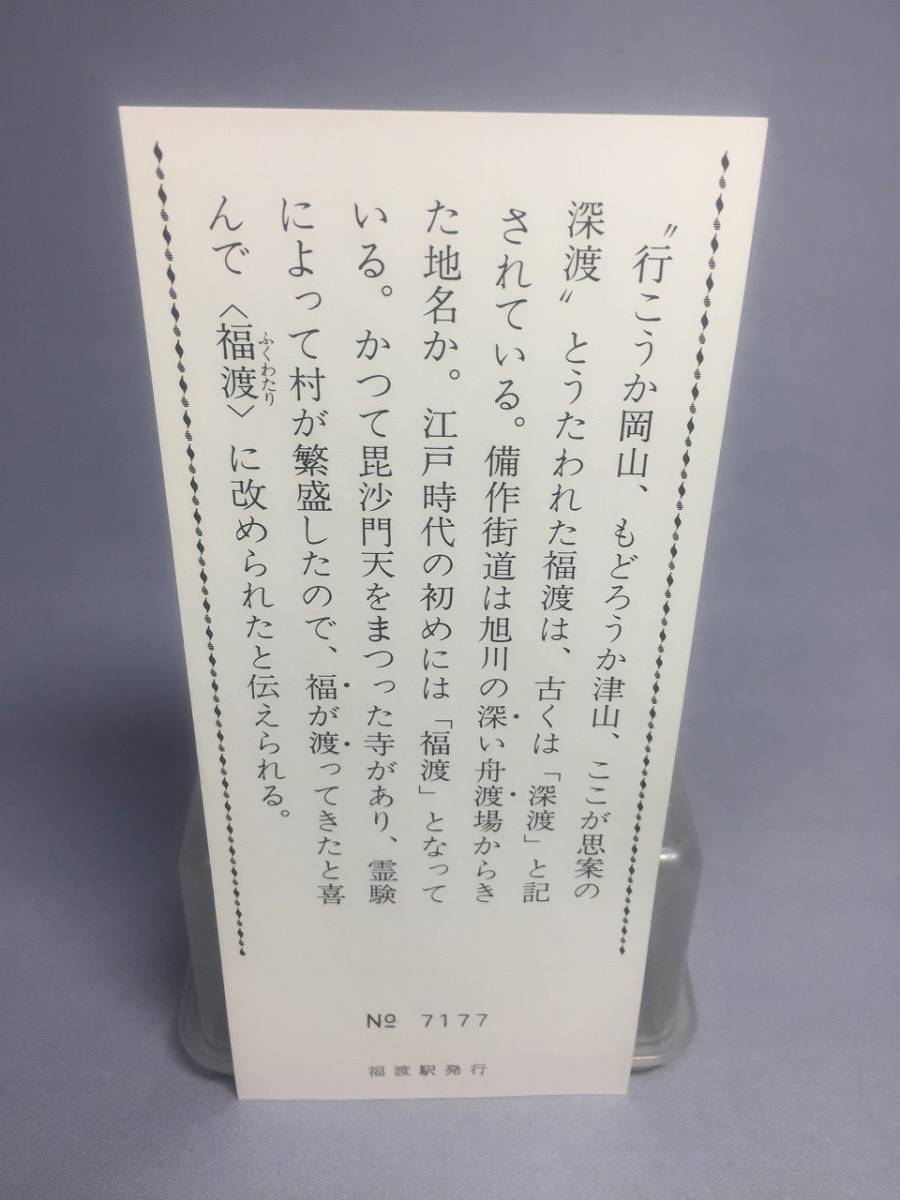 〝行こうか岡山、もどろうか津山、ここが思案の
深渡〟とうたわれた福渡は、古くは「深渡」と記
されている。備作街道は旭川の深い舟渡場からき
た地名か。江戸時代の初めには「福渡」となって
いる。かつて毘沙門天をまつった寺があり、霊験
によって村が繁盛したので、福が渡ってきたと喜
んで〈福渡〉に改められたと伝えられる。
ふくわたり
№ 7177
福渡駅発行